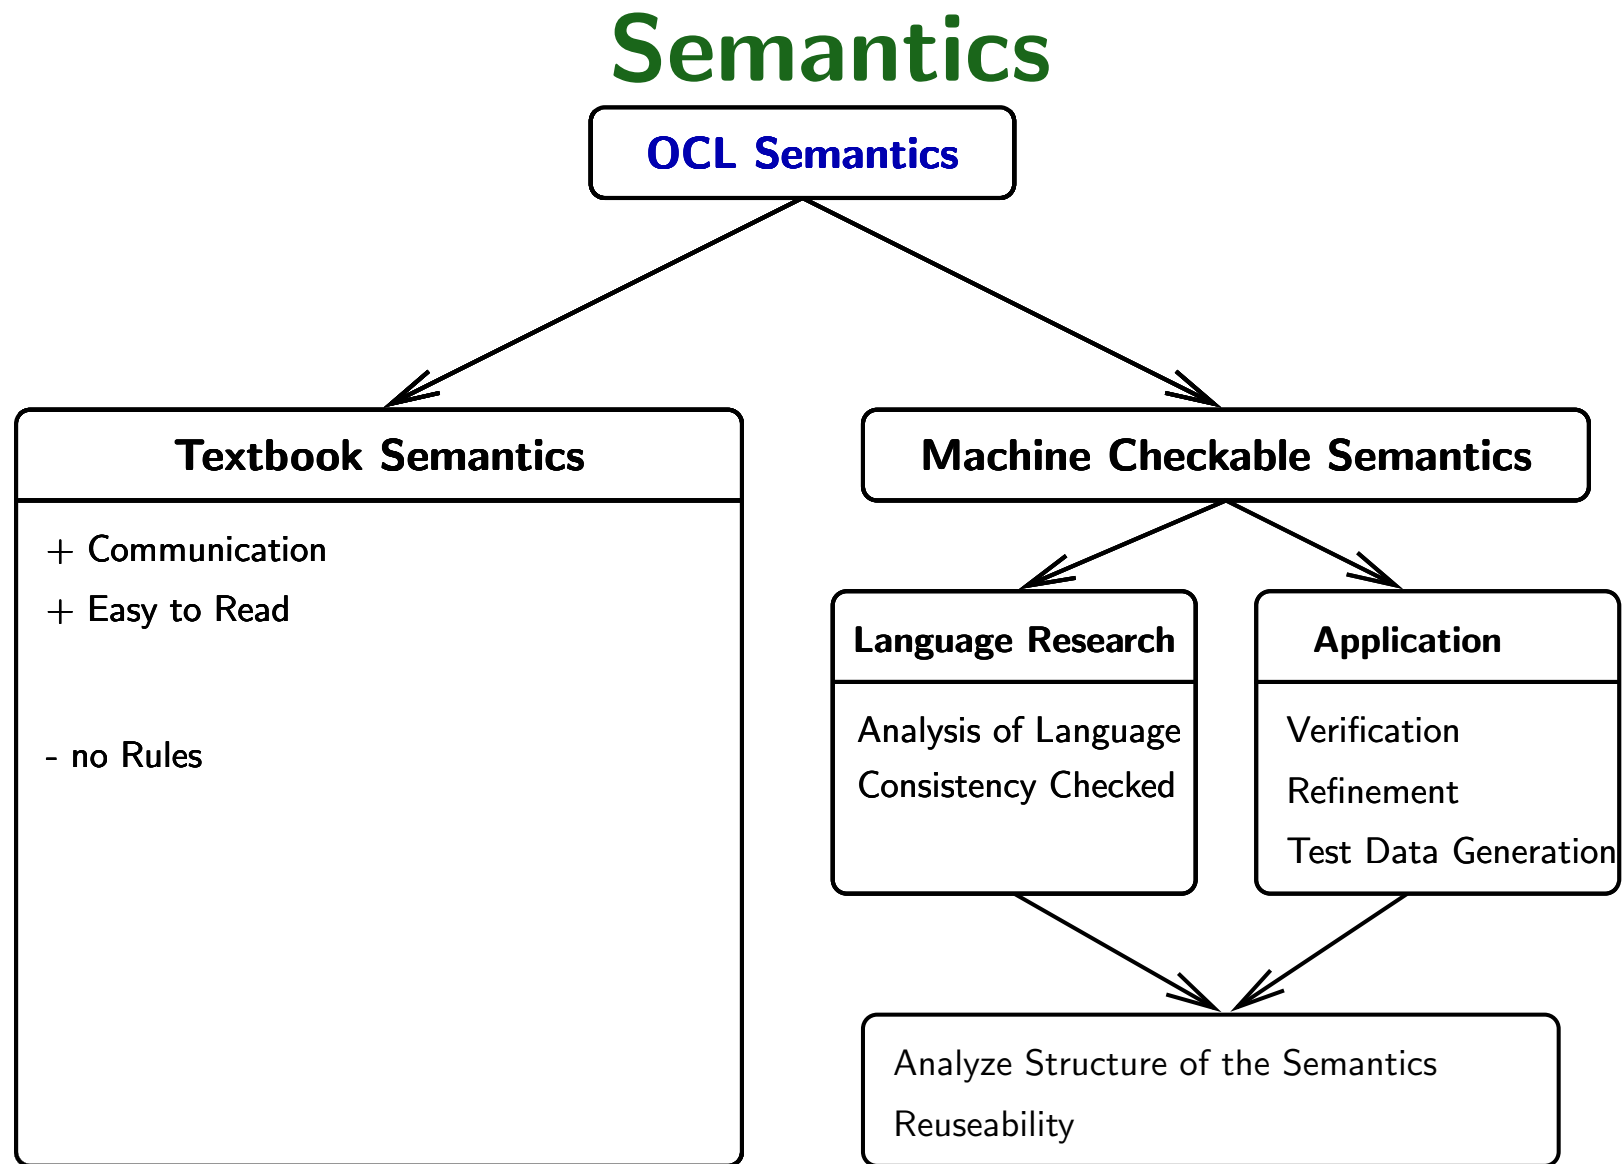 Semantics
OCL Semantics
Textbook Semantics
+ Communication
+ Easy to Read
- no Rules
Machine Checkable Semantics
Language Research
Analysis of Language
Consistency Checked
Application
Verification
Refinement
Test Data Generation
Analyze Structure of the Semantics
Reuseability